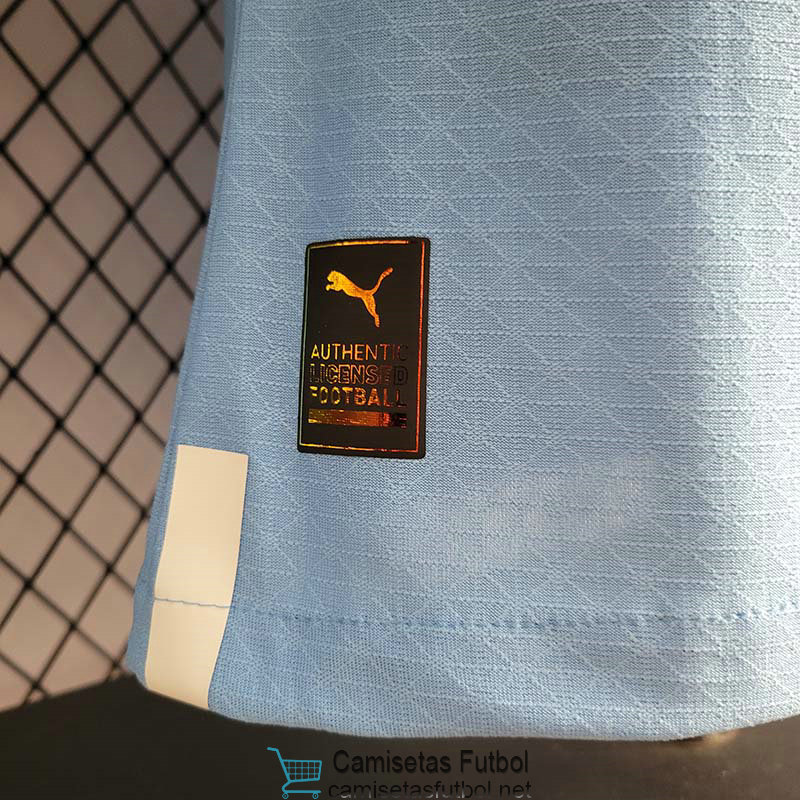 AUTHENTIC
LICENSED
FOOTBALL
Camisetas Futbol
camisetasfutbol.net